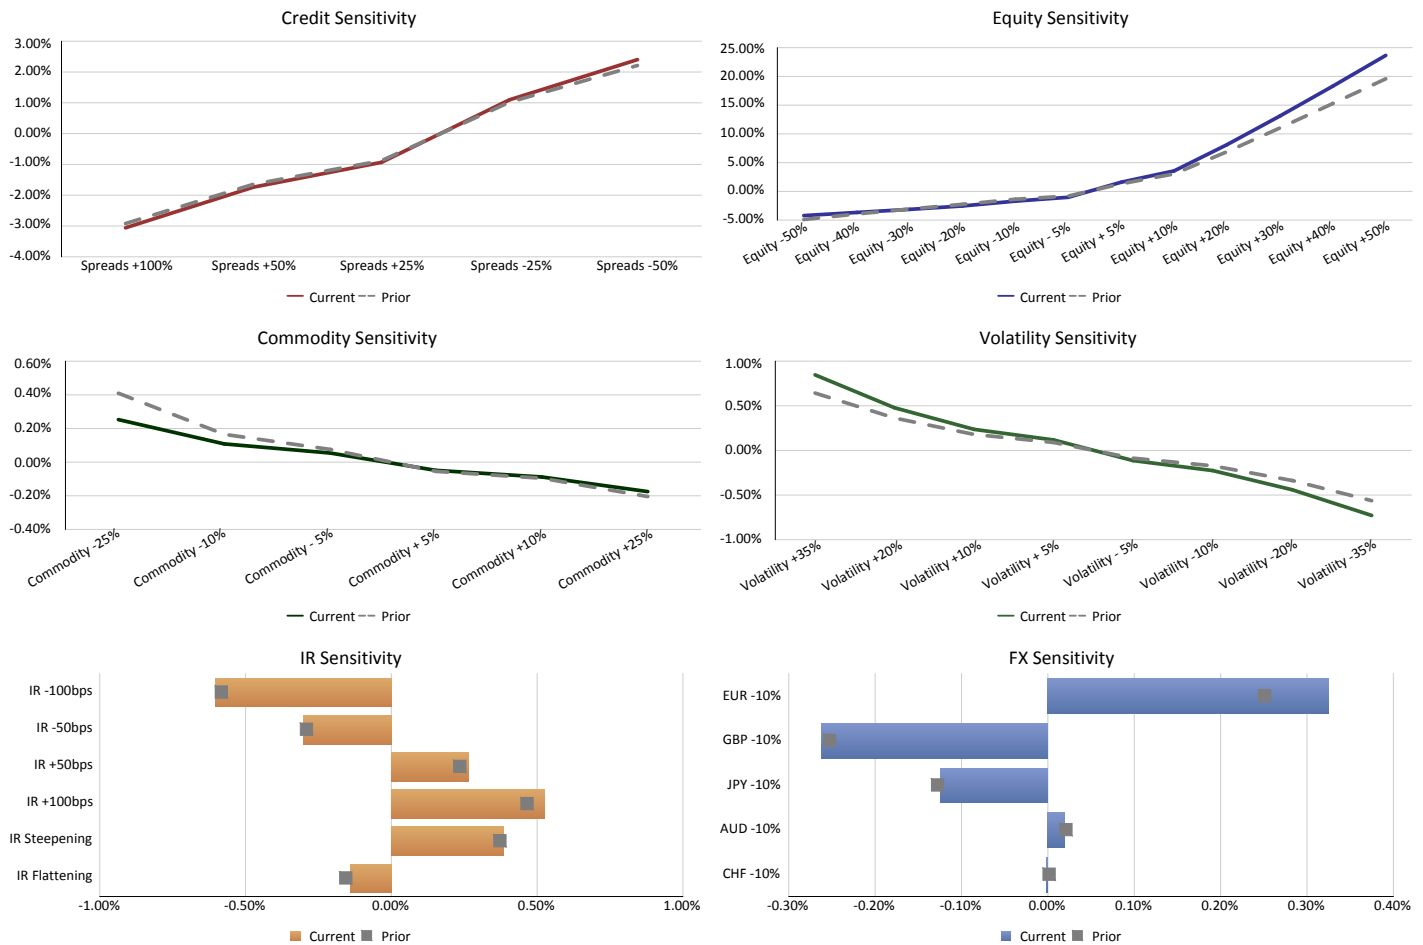 Credit Sensitivity
3.00%
2.00%
1.00%
0.00%
-1.00%
-2.00%
-3.00%
-4.00%
Spreads +100%
Spreads +50%
Spreads +25%
Spreads -25%
Spreads -50%
Current
Prior
Equity Sensitivity
25.00%
20.00%
15.00%
10.00%
5.00%
0.00%
-5.00%
Equity -50%
Equity -40%
Equity -30%
Equity -20%
Equity -10%
Equity - 5%
Equity + 5%
Equity +10%
Equity +20%
Equity +30%
Equity +40%
Equity +50%
Current
Prior
Commodity Sensitivity
0.60%
0.40%
0.20%
0.00%
-0.20%
-0.40%
Commodity -25%
Commodity -10%
Commodity - 5%
Commodity + 5%
Commodity +10%
Commodity +25%
Current
Prior
Volatility Sensitivity
1.00%
0.50%
0.00%
-0.50%
-1.00%
Volatility +35%
Volatility +20%
Volatility +10%
Volatility + 5%
Volatility - 5%
Volatility -10%
Volatility -20%
Volatility -35%
Current
Prior
IR Sensitivity
IR -100bps
IR -50bps
IR +50bps
IR +100bps
IR Steepening
IR Flattening
-1.00%
-0.50%
0.00%
0.50%
1.00%
Current
Prior
FX Sensitivity
EUR -10%
GBP -10%
JPY -10%
AUD -10%
CHF -10%
-0.30%
-0.20%
-0.10%
0.00%
0.10%
0.20%
0.30%
0.40%
Current
Prior